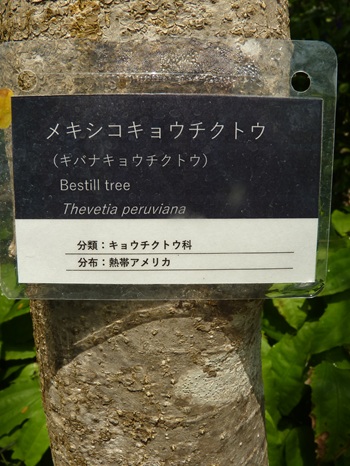 メキシコキョウチクトウ
（キバナキョウチクトウ）
Bestill tree
Thevetia peruviana
分類：キョウチクトウ科
分布：熱帯アメリカ